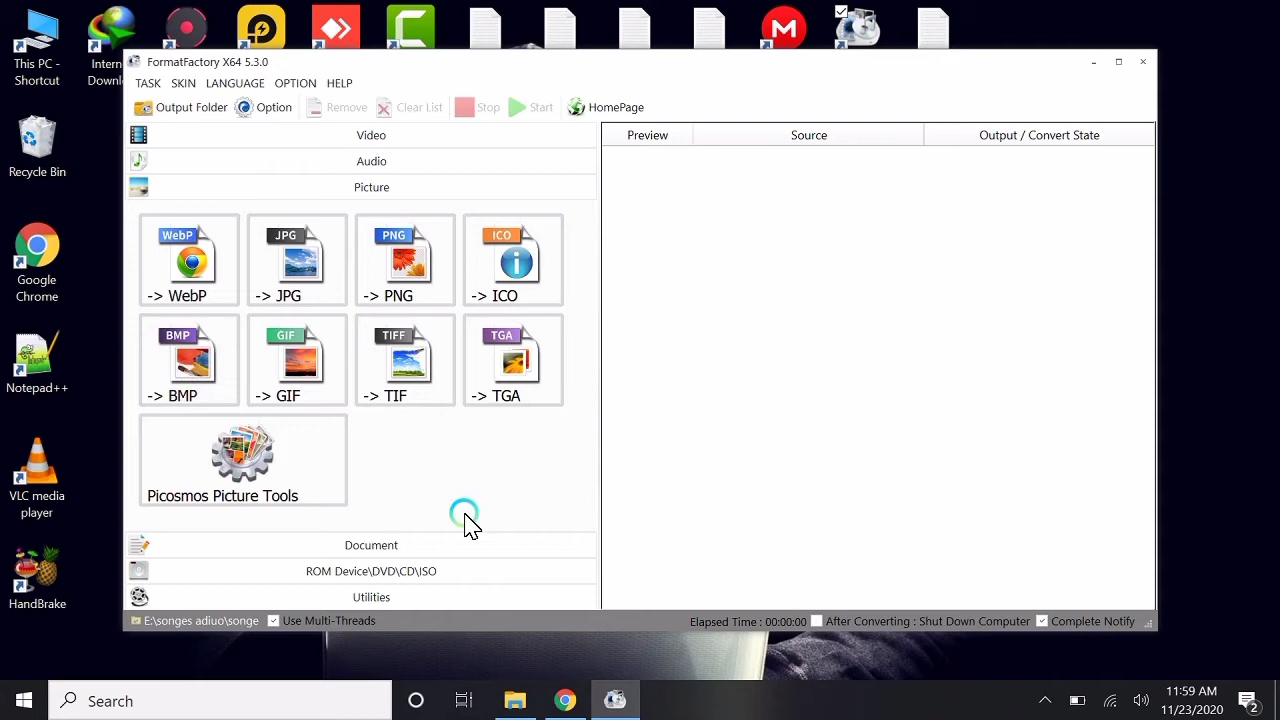 This PC -
Shortcut
Intern
Downl
Recycle Bin
Google
Chrome
Notepad++
VLC media
player
HandBrake
FormatFactory X64 5.3.0
TASK SKIN LANGUAGE OPTION HELP
Output Folder Option Remove Clear List Stop Start HomePage
Video
Audio
Picture
Preview Source Output / Convert State
WebP JPG PNG ICO
-> WebP -> JPG -> PNG -> ICO
BMP GIF TIFF TGA
-> BMP -> GIF -> TIF -> TGA
Picosmos Picture Tools
Document
ROM Device\DVD\CD\ISO
Utilities
E:\songes adiuo\songe Use Multi-Threads Elapsed Time : 00:00:00 After Converting : Shut Down Computer Complete Notify
Search
11:59 AM
11/23/2020
2